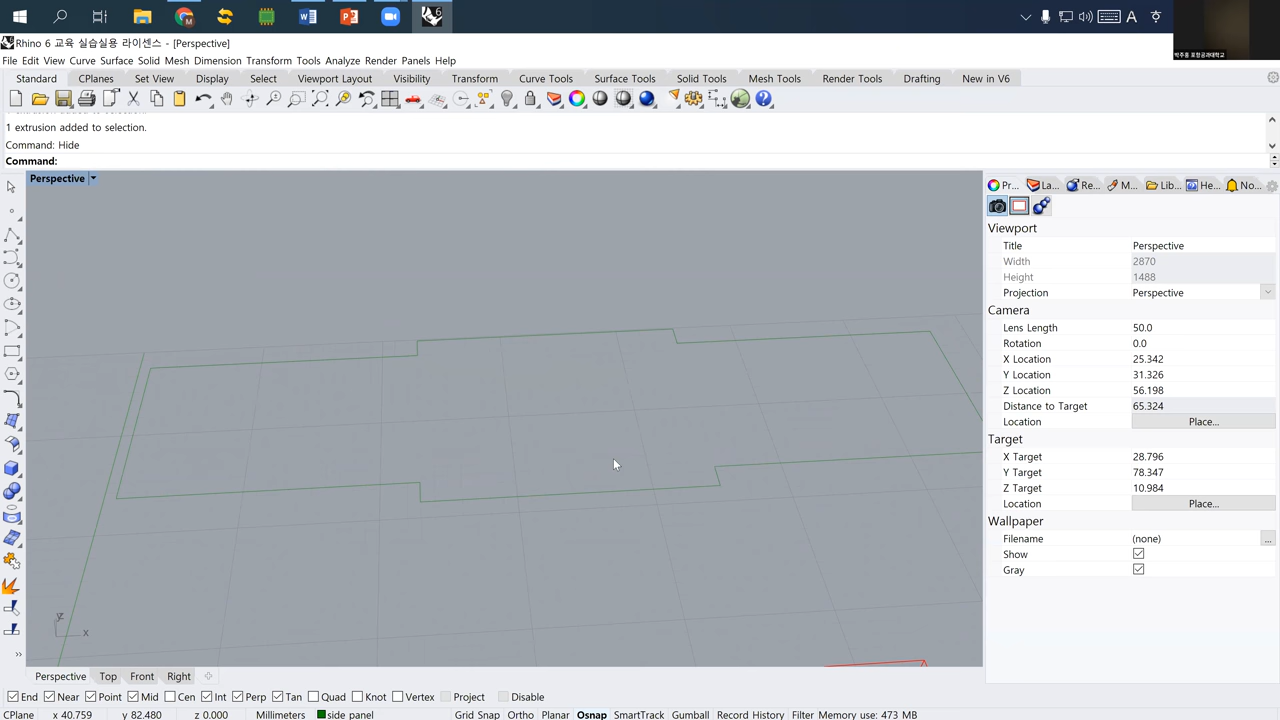 Rhino 6 교육 실습실용 라이센스 - [Perspective]
File Edit View Curve Surface Solid Mesh Dimension Transform Tools Analyze Render Panels Help
Standard CPlanes Set View Display Select Viewport Layout Visibility Transform Curve Tools Surface Tools Solid Tools Mesh Tools Render Tools Drafting New in V6
1 extrusion added to selection.
Command: Hide
Command:
Perspective
Pr... La... Re... M... Lib... He... No...
Viewport
Title Perspective
Width 2870
Height 1488
Projection Perspective
Camera
Lens Length 50.0
Rotation 0.0
X Location 25.342
Y Location 31.326
Z Location 56.198
Distance to Target 65.324
Location Place...
Target
X Target 28.796
Y Target 78.347
Z Target 10.984
Location Place...
Wallpaper
Filename (none) ...
Show
Gray
x
Perspective Top Front Right
End Near Point Mid Cen Int Perp Tan Quad Knot Vertex Project Disable
CPlane x 40.759 y 82.480 z 0.000 Millimeters side panel Grid Snap Ortho Planar Osnap SmartTrack Gumball Record History Filter Memory use: 473 MB